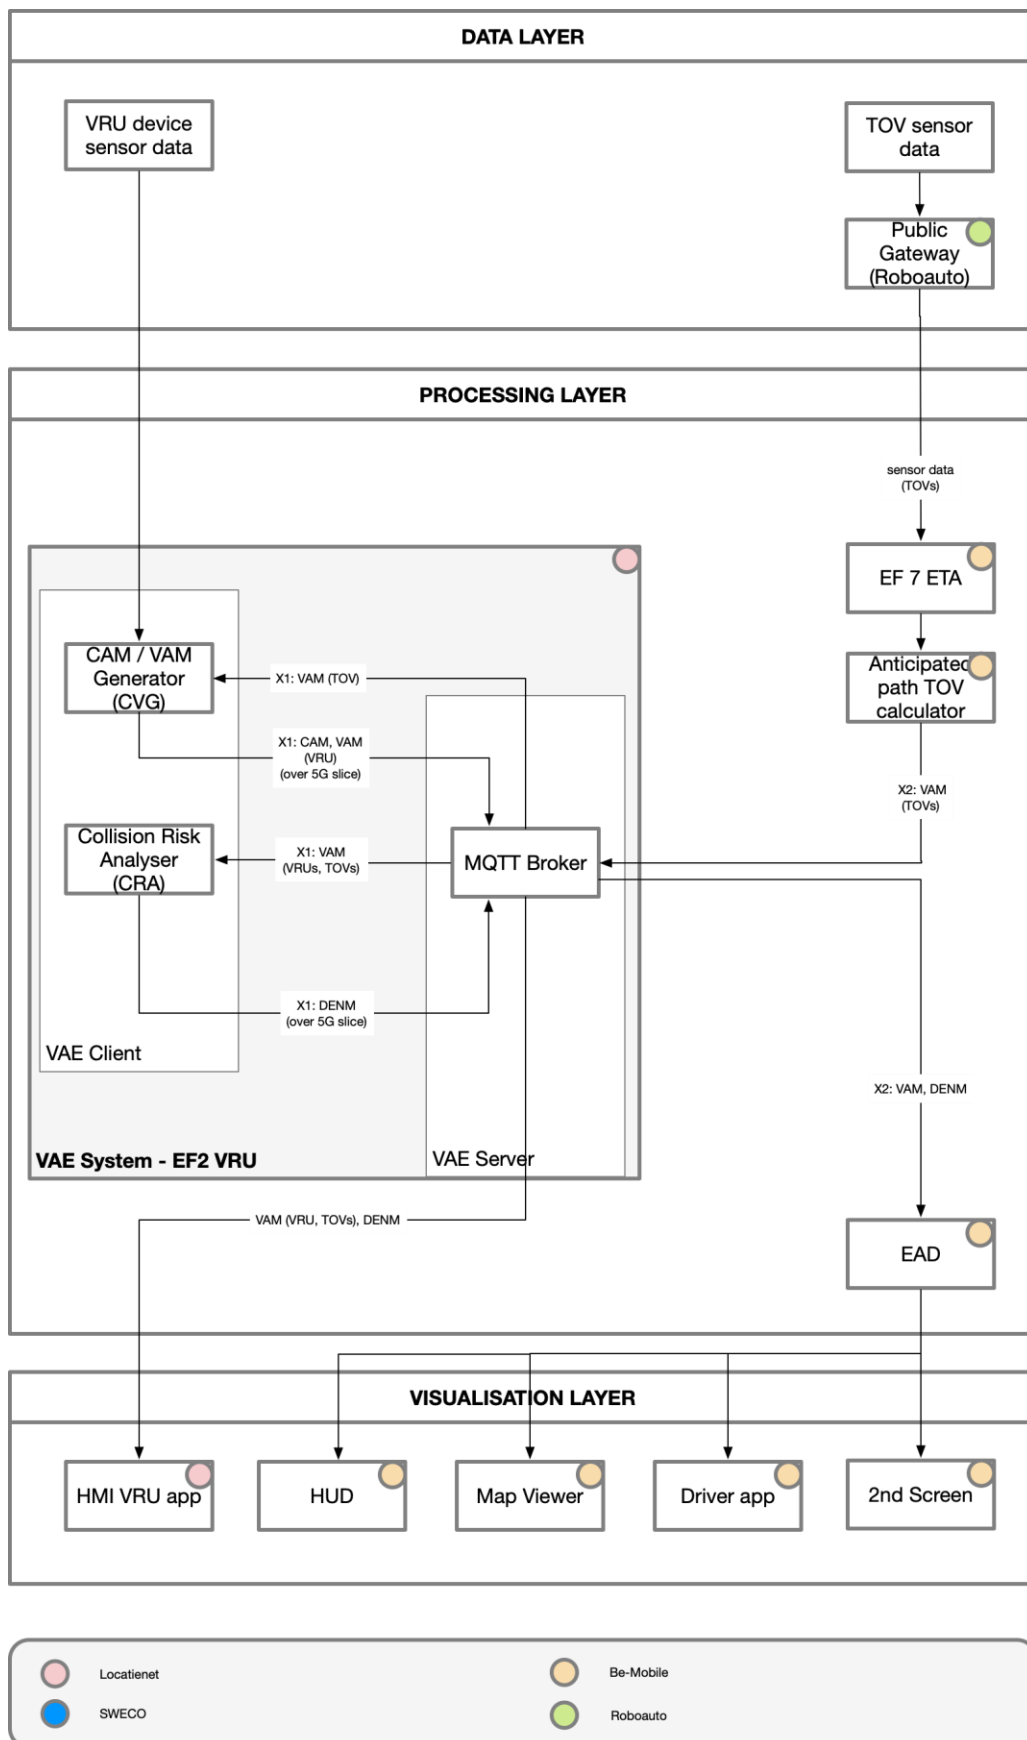 DATA LAYER
VRU device
sensor data
TOV sensor
data
Public
Gateway
(Roboauto)
PROCESSING LAYER
sensor data
(TOVs)
EF 7 ETA
CAM / VAM
Generator
(CVG)
X1: VAM (TOV)
Anticipated
path TOV
calculator
X1: CAM, VAM
(VRU)
(over 5G slice)
X2: VAM
(TOVs)
Collision Risk
Analyser
(CRA)
X1: VAM
(VRUs, TOVs)
MQTT Broker
X1: DENM
(over 5G slice)
VAE Client
X2: VAM, DENM
VAE System - EF2 VRU
VAE Server
VAM (VRU, TOVs), DENM
EAD
VISUALISATION LAYER
HMI VRU app
HUD
Map Viewer
Driver app
2nd Screen
Locatienet
Be-Mobile
SWECO
Roboauto